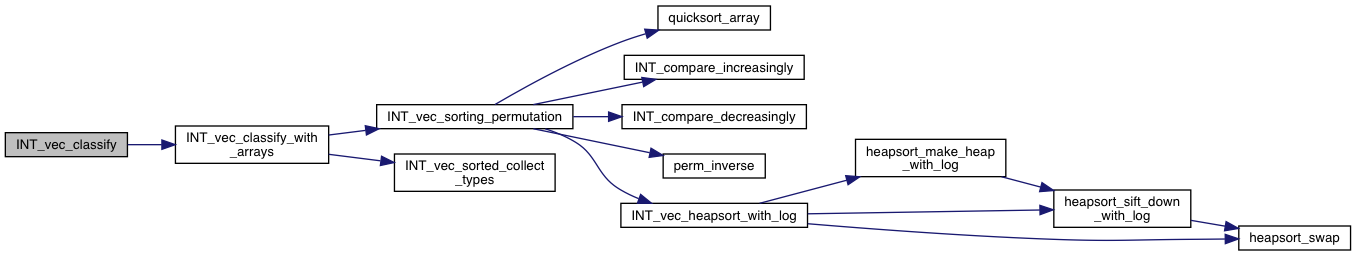 quicksort_array
INT_compare_increasingly
INT_vec_sorting_permutation
INT_compare_decreasingly
INT_vec_classify
INT_vec_classify_with
_arrays
INT_vec_sorted_collect
_types
perm_inverse
heapsort_make_heap
_with_log
INT_vec_heapsort_with_log
heapsort_sift_down
_with_log
heapsort_swap